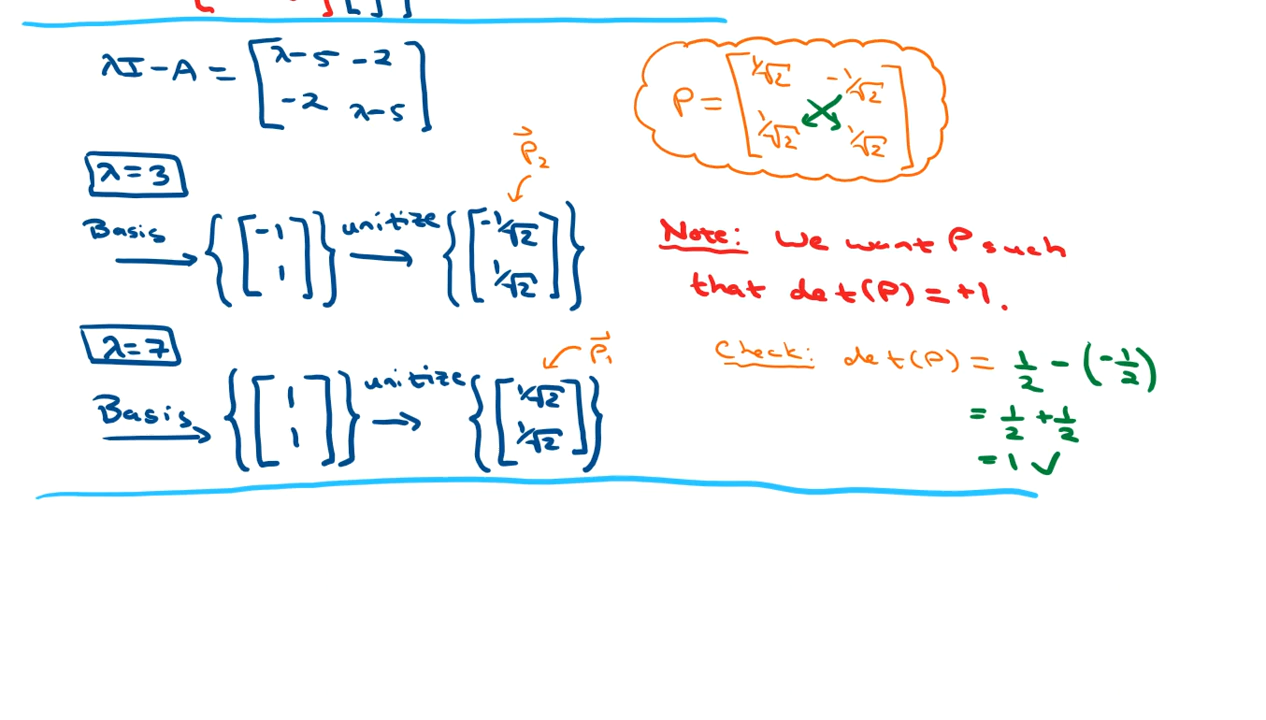 λI - A = [λ-5 -2
-2 λ-5]
λ=3
Basis → {[-1
1]} unitize → {[-1/√2
1/√2]}
p⃗₂
λ=7
Basis → {[1
1]} unitize → {[1/√2
1/√2]}
p⃗₁
P = [1/√2 -1/√2
1/√2 1/√2]
Note: We want P such
that det(P) = +1.
Check: det(P) = 1/2 - (-1/2)
= 1/2 + 1/2
= 1 ✓